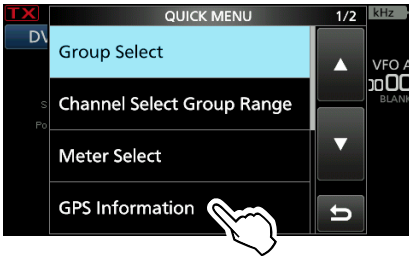 TX
QUICK MENU
1/2
kHz
DV
Group Select
VFO A
Channel Select Group Range
BLANK
S
Po
Meter Select
GPS Information